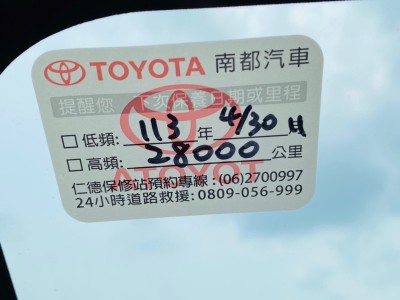 TOYOTA 南都汽車
提醒您 下次保養日期或里程
□低頻: 113 年 4/30 月
□高頻: 28000 公里
TOYOTA
仁德保修站預約專線:(06)2700997
24小時道路救援:0809-056-999